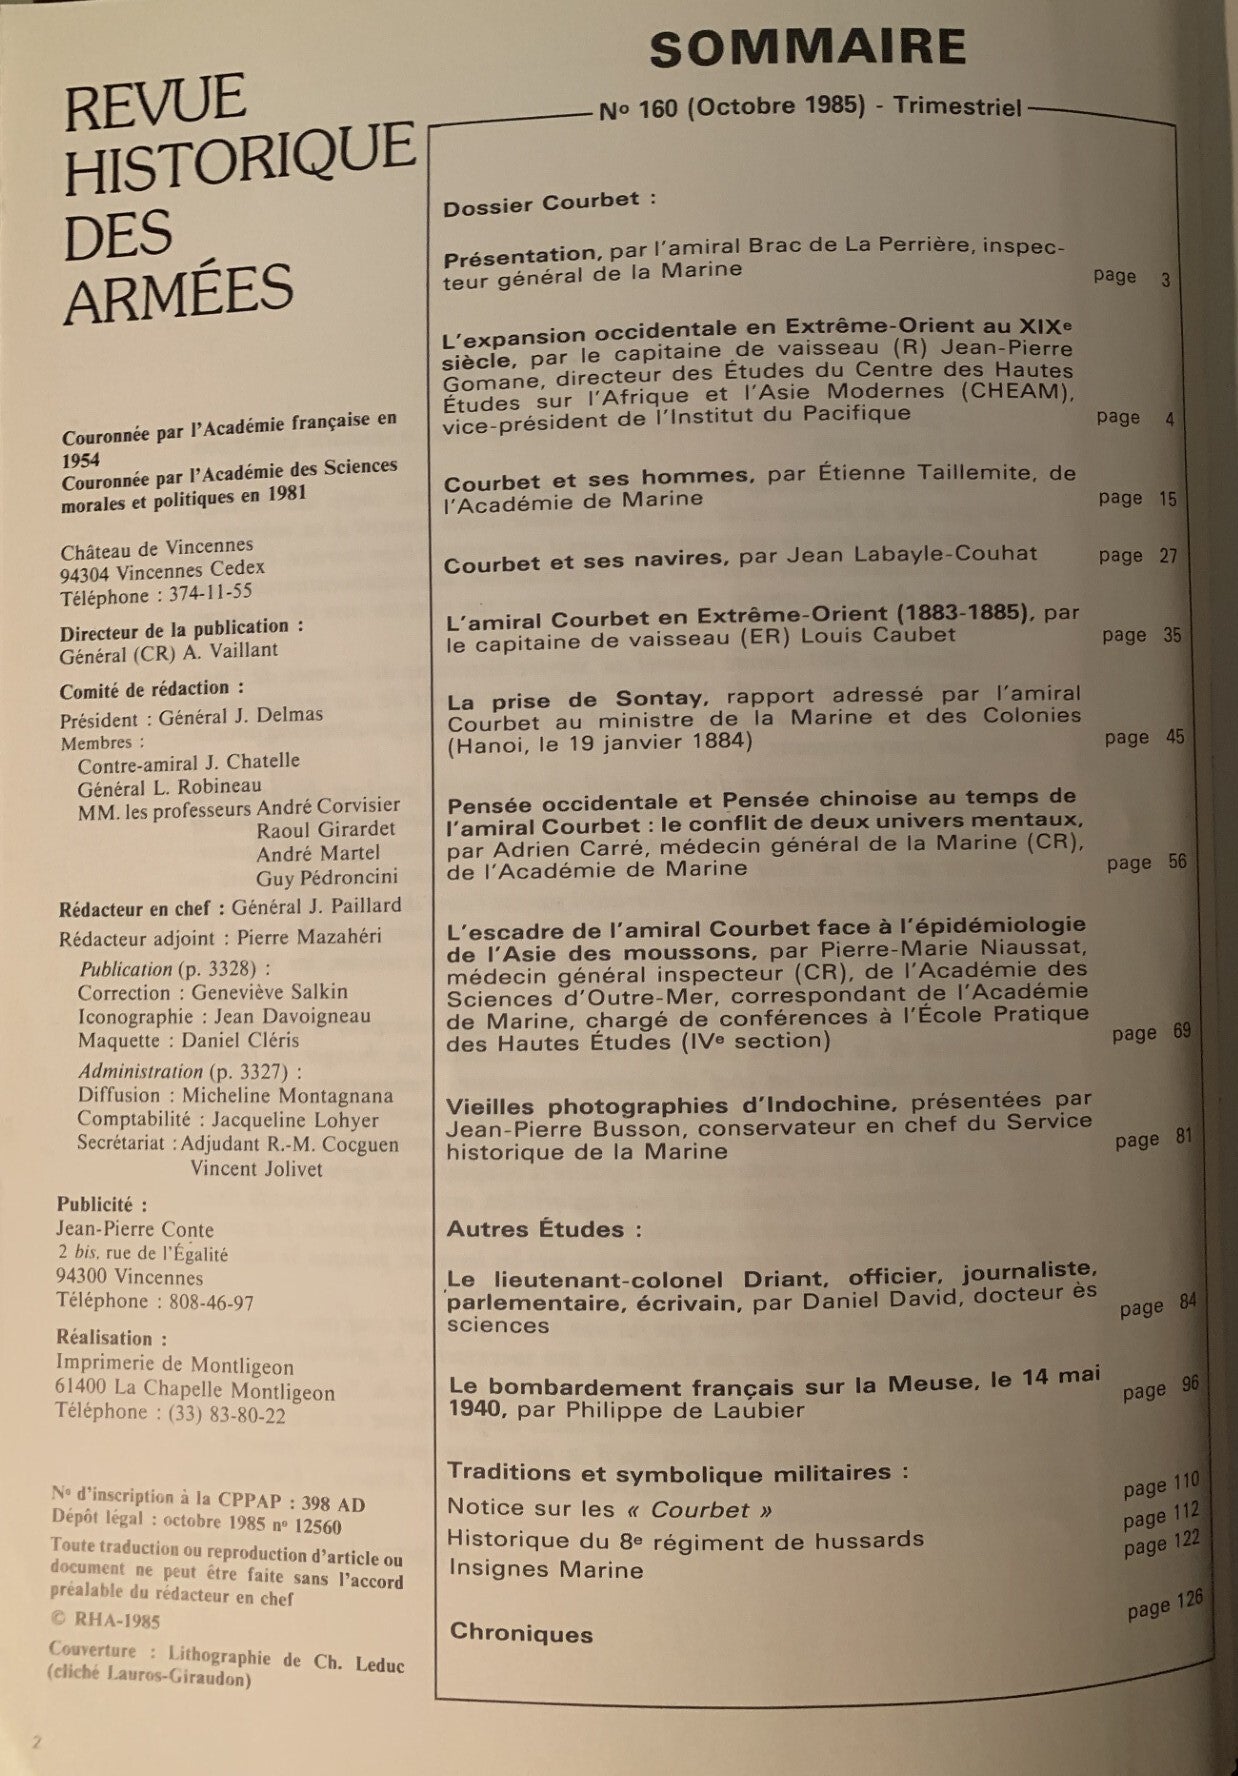 REVUE
HISTORIQUE
DES
ARMÉES
Couronnée par l'Académie française en
1954
Couronnée par l'Académie des Sciences
morales et politiques en 1981
Château de Vincennes
94304 Vincennes Cedex
Téléphone : 374-11-55
Directeur de la publication :
Général (CR) A. Vaillant
Comité de rédaction :
Président : Général J. Delmas
Membres :
Contre-amiral J. Chatelle
Général L. Robineau
MM. les professeurs André Corvisier
Raoul Girardet
André Martel
Guy Pédroncini
Rédacteur en chef : Général J. Paillard
Rédacteur adjoint : Pierre Mazahéri
Publication (p. 3328) :
Correction : Geneviève Salkin
Iconographie : Jean Davoigneau
Maquette : Daniel Cléris
Administration (p. 3327) :
Diffusion : Micheline Montagnana
Comptabilité : Jacqueline Lohyer
Secrétariat : Adjudant R.-M. Cocguen
Vincent Jolivet
Publicité :
Jean-Pierre Conte
2 bis, rue de l'Égalité
94300 Vincennes
Téléphone : 808-46-97
Réalisation :
Imprimerie de Montligeon
61400 La Chapelle Montligeon
Téléphone : (33) 83-80-22
Nº d'inscription à la CPPAP : 398 AD
Dépôt légal : octobre 1985 nº 12560
Toute traduction ou reproduction d'article ou
document ne peut être faite sans l'accord
préalable du rédacteur en chef
© RHA-1985
Couverture : Lithographie de Ch. Leduc
(cliché Lauros-Giraudon)
2
SOMMAIRE
Nº 160 (Octobre 1985) - Trimestriel
Dossier Courbet :
Présentation, par l'amiral Brac de La Perrière, inspec-
teur général de la Marine page 3
L'expansion occidentale en Extrême-Orient au XIXe
siècle, par le capitaine de vaisseau (R) Jean-Pierre
Gomane, directeur des Études du Centre des Hautes
Études sur l'Afrique et l'Asie Modernes (CHEAM),
vice-président de l'Institut du Pacifique page 4
Courbet et ses hommes, par Étienne Taillemite, de
l'Académie de Marine page 15
Courbet et ses navires, par Jean Labayle-Couhat page 27
L'amiral Courbet en Extrême-Orient (1883-1885), par
le capitaine de vaisseau (ER) Louis Caubet page 35
La prise de Sontay, rapport adressé par l'amiral
Courbet au ministre de la Marine et des Colonies
(Hanoi, le 19 janvier 1884) page 45
Pensée occidentale et Pensée chinoise au temps de
l'amiral Courbet : le conflit de deux univers mentaux,
par Adrien Carré, médecin général de la Marine (CR),
de l'Académie de Marine page 56
L'escadre de l'amiral Courbet face à l'épidémiologie
de l'Asie des moussons, par Pierre-Marie Niaussat,
médecin général inspecteur (CR), de l'Académie des
Sciences d'Outre-Mer, correspondant de l'Académie
de Marine, chargé de conférences à l'École Pratique
des Hautes Études (IVe section) page 69
Vieilles photographies d'Indochine, présentées par
Jean-Pierre Busson, conservateur en chef du Service
historique de la Marine page 81
Autres Études :
Le lieutenant-colonel Driant, officier, journaliste,
parlementaire, écrivain, par Daniel David, docteur ès
sciences page 84
Le bombardement français sur la Meuse, le 14 mai
1940, par Philippe de Laubier page 96
Traditions et symbolique militaires :
Notice sur les « Courbet » page 110
Historique du 8e régiment de hussards page 112
Insignes Marine page 122
Chroniques page 126